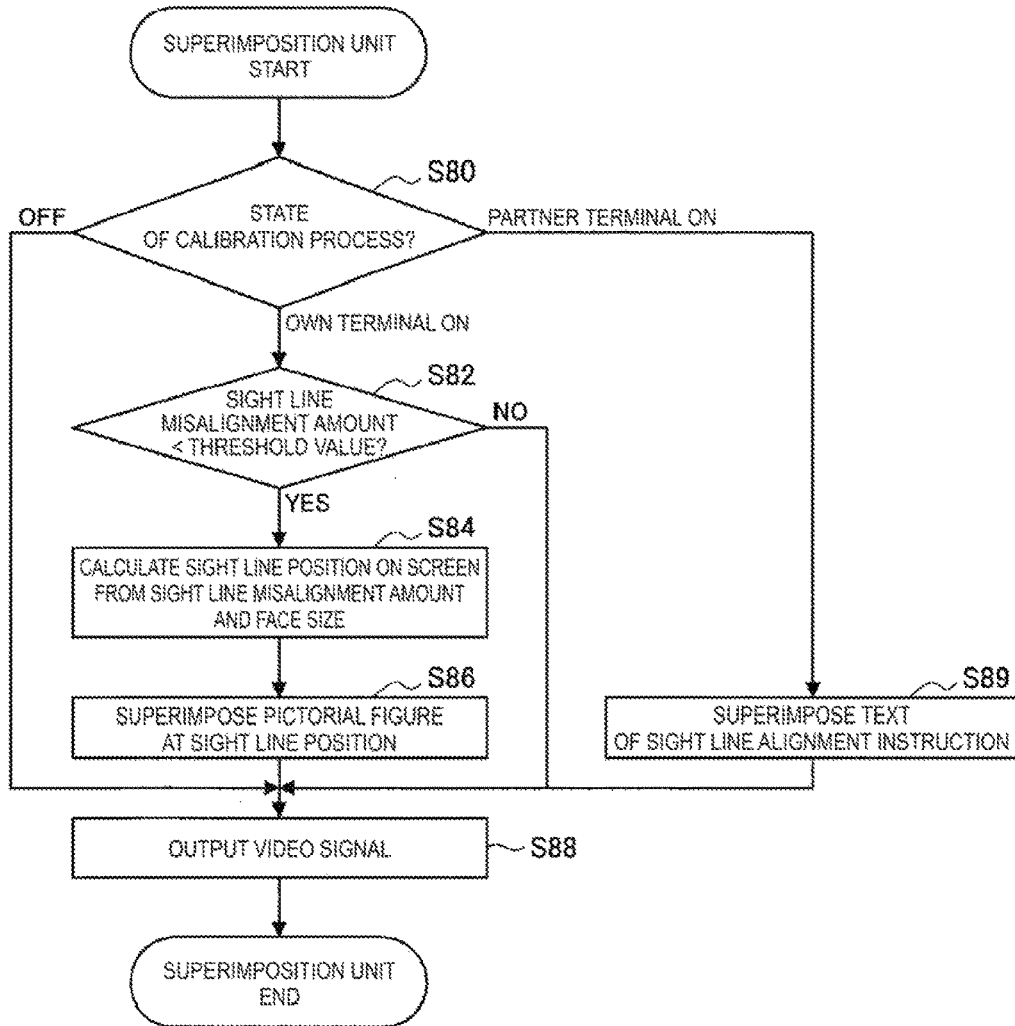 SUPERIMPOSITION UNIT
START
S80
OFF
STATE
OF CALIBRATION PROCESS?
PARTNER TERMINAL ON
OWN TERMINAL ON
S82
SIGHT LINE
MISALIGNMENT AMOUNT
< THRESHOLD VALUE?
NO
YES
S84
CALCULATE SIGHT LINE POSITION ON SCREEN
FROM SIGHT LINE MISALIGNMENT AMOUNT
AND FACE SIZE
S86
SUPERIMPOSE PICTORIAL FIGURE
AT SIGHT LINE POSITION
S89
SUPERIMPOSE TEXT
OF SIGHT LINE ALIGNMENT INSTRUCTION
OUTPUT VIDEO SIGNAL
S88
SUPERIMPOSITION UNIT
END